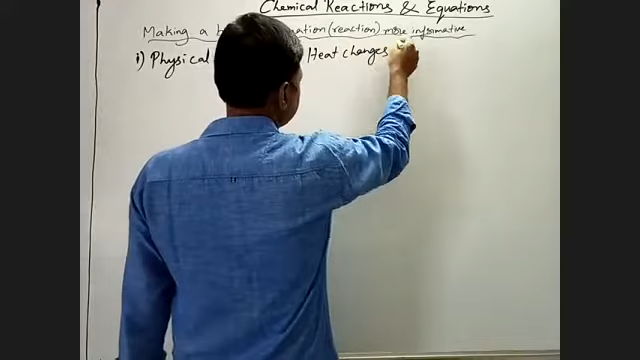 Chemical Reactions & Equations
Making a b ation (reaction) more informative
i) Physical Heat changes